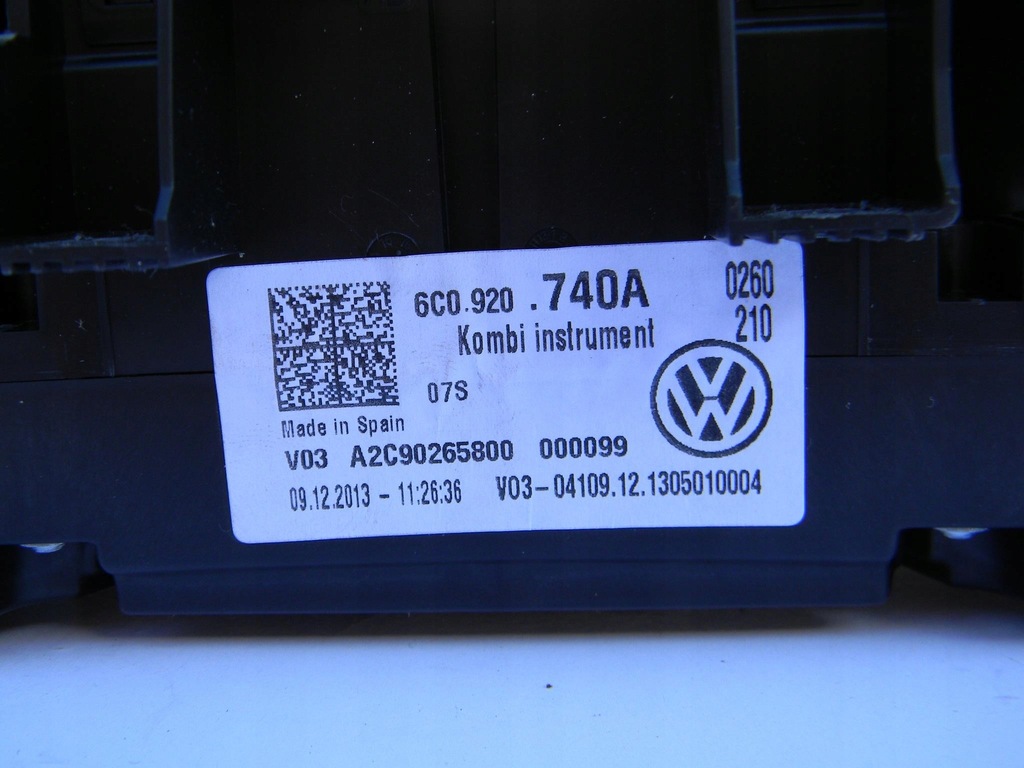 6C0.920 .740A 0260
Kombi instrument 210
07S
Made in Spain
V03 A2C90265800 000099
09.12.2013 - 11:26:36 V03-04109.12.1305010004